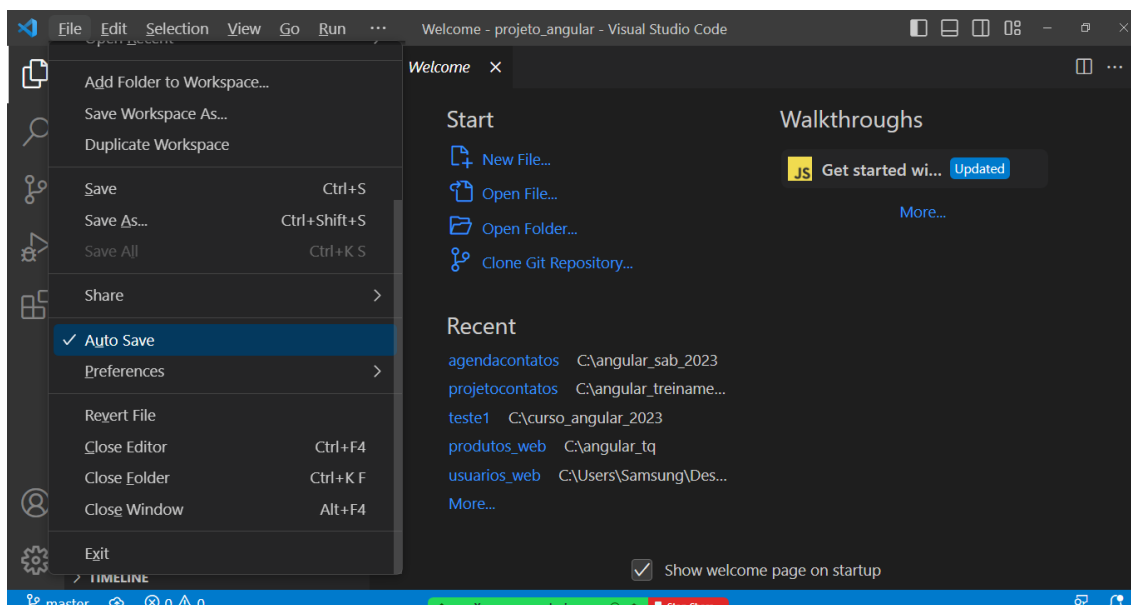 File Edit Selection View Go Run ··· Welcome - projeto_angular - Visual Studio Code
Open Recent
Add Folder to Workspace...
Save Workspace As...
Duplicate Workspace
Save Ctrl+S
Save As... Ctrl+Shift+S
Save All Ctrl+K S
Share
Auto Save
Preferences
Revert File
Close Editor Ctrl+F4
Close Folder Ctrl+K F
Close Window Alt+F4
Exit
TIMELINE
Welcome
Start
New File...
Open File...
Open Folder...
Clone Git Repository...
Recent
agendacontatos C:\angular_sab_2023
projetocontatos C:\angular_treiname...
teste1 C:\curso_angular_2023
produtos_web C:\angular_tq
usuarios_web C:\Users\Samsung\Des...
More...
Walkthroughs
JS Get started wi... Updated
More...
Show welcome page on startup
master 0 0